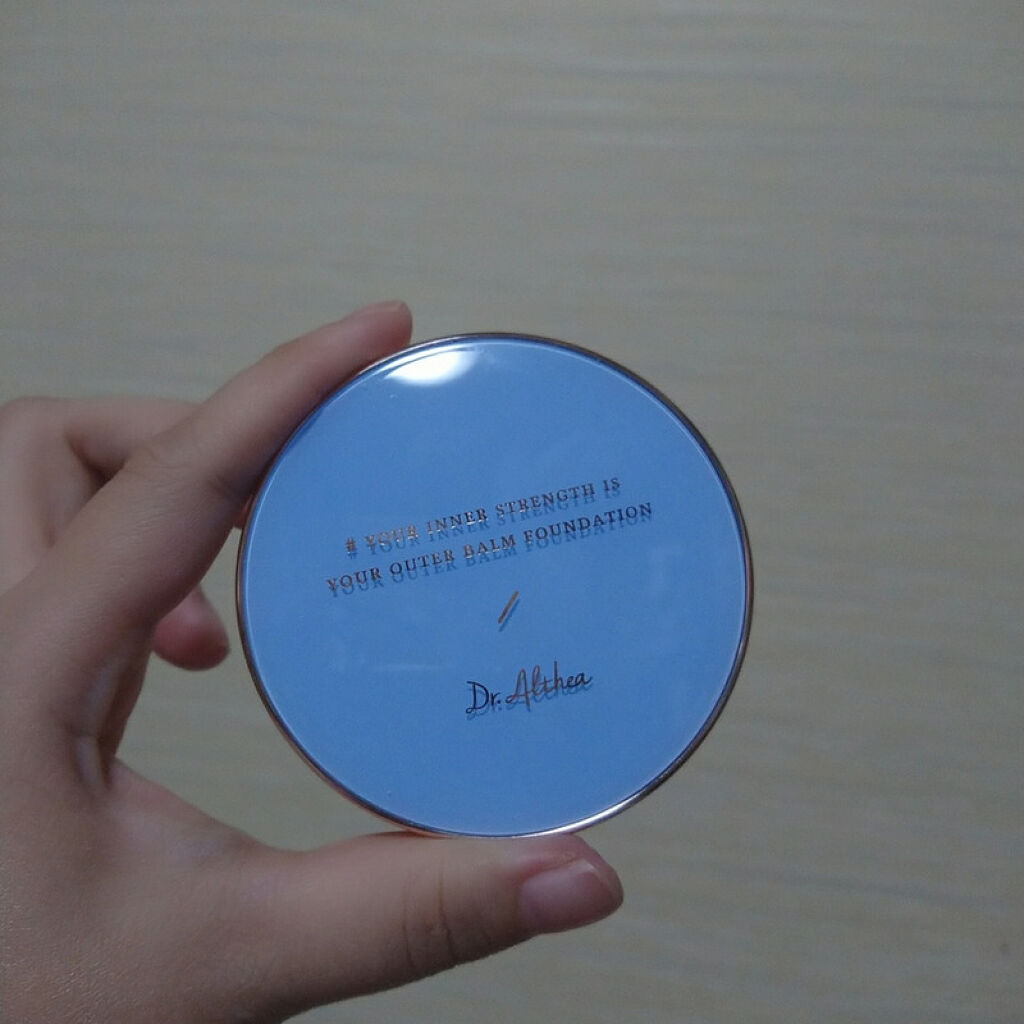 # YOUR INNER STRENGTH IS
YOUR OUTER BALM FOUNDATION
/
Dr. Althea